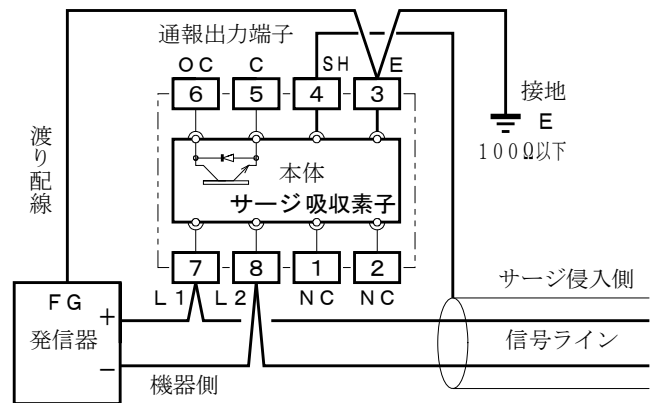 通報出力端子
OC C SH E
6 5 4 3
接地
E
100Ω以下
渡り配線
本体
サージ吸収素子
7 8 1 2
L1 L2 NC NC
サージ侵入側
FG
+
発信器
信号ライン
−
機器側